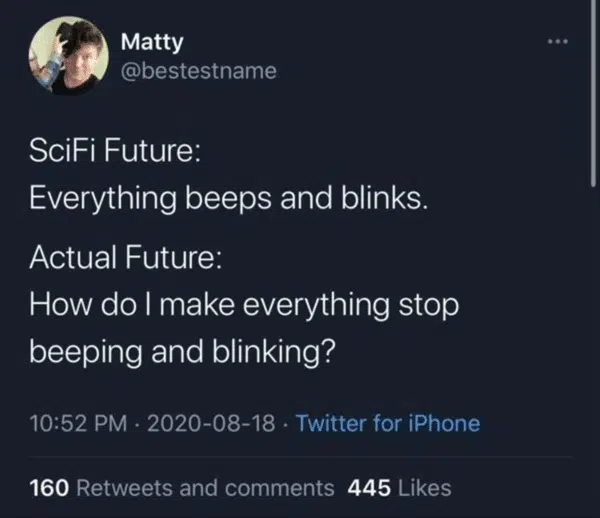 Matty
@bestestname
SciFi Future:
Everything beeps and blinks.
Actual Future:
How do I make everything stop
beeping and blinking?
10:52 PM · 2020-08-18 · Twitter for iPhone
160 Retweets and comments 445 Likes